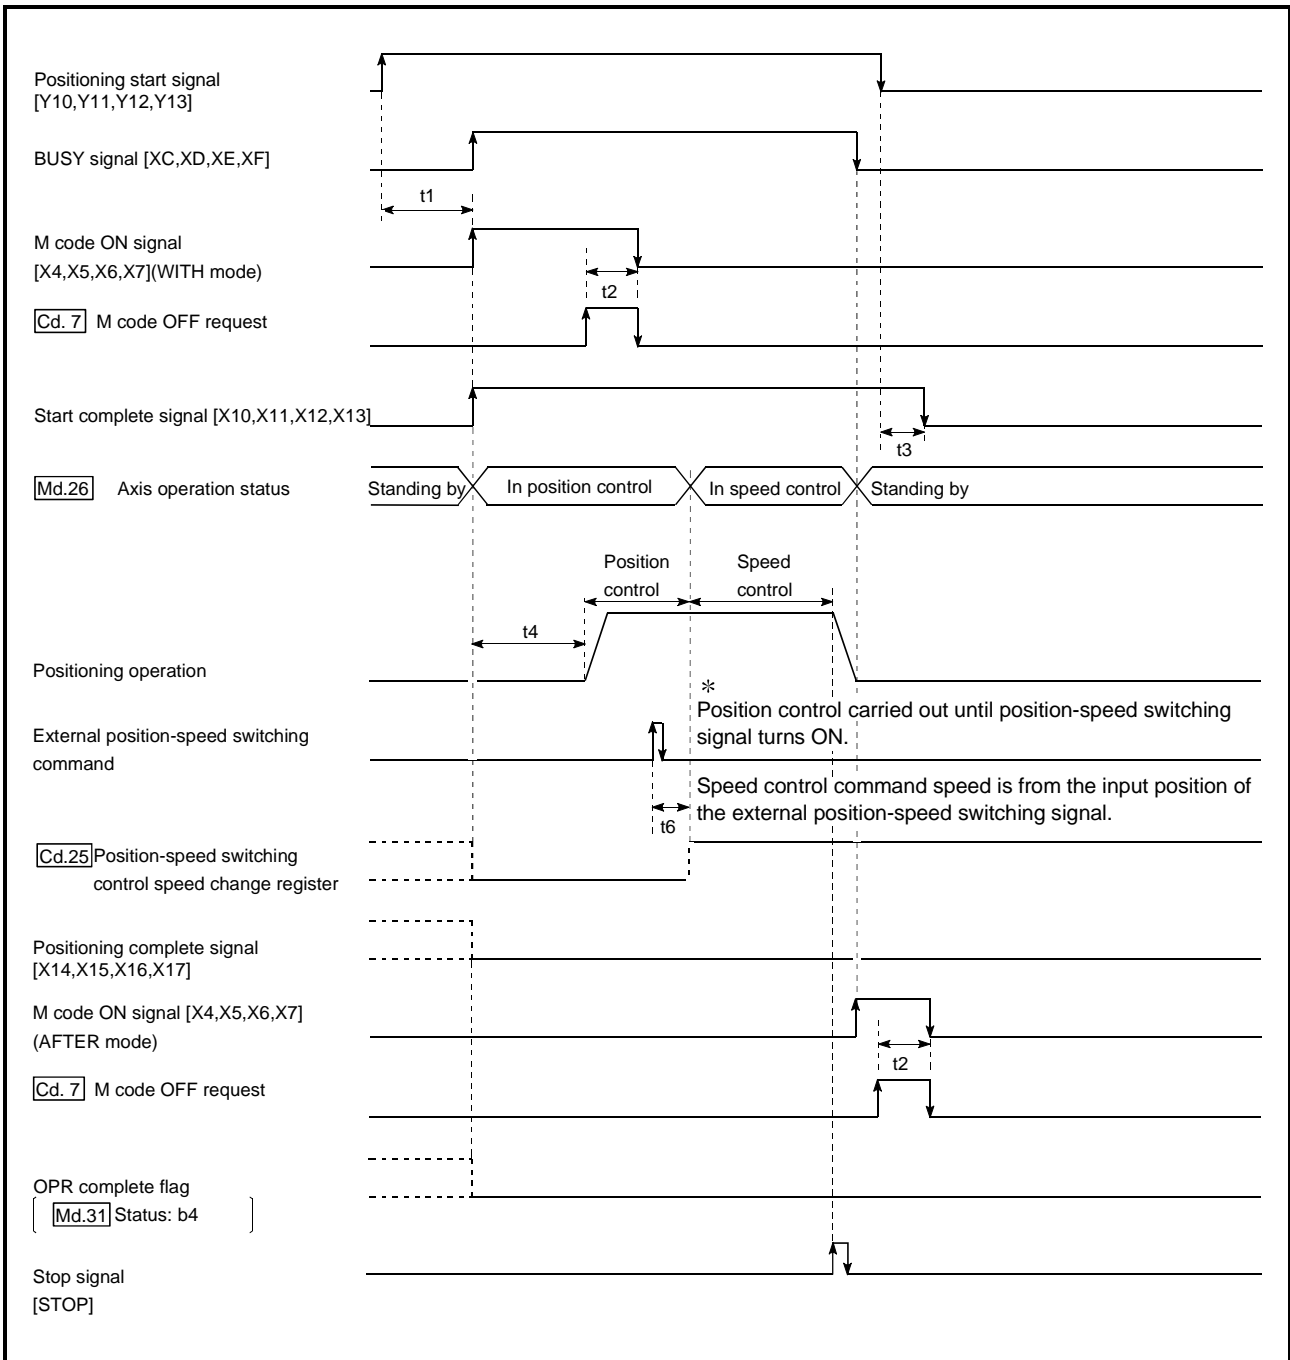 Positioning start signal
[Y10,Y11,Y12,Y13]
BUSY signal [XC,XD,XE,XF]
t1
M code ON signal
[X4,X5,X6,X7](WITH mode)
t2
Cd. 7 M code OFF request
Start complete signal [X10,X11,X12,X13]
t3
Md.26 Axis operation status
Standing by
In position control
In speed control
Standing by
Position control
Speed control
t4
Positioning operation
*
Position control carried out until position-speed switching
signal turns ON.
External position-speed switching
command
Speed control command speed is from the input position of
the external position-speed switching signal.
t6
Cd.25 Position-speed switching
control speed change register
Positioning complete signal
[X14,X15,X16,X17]
M code ON signal [X4,X5,X6,X7]
(AFTER mode)
t2
Cd. 7 M code OFF request
OPR complete flag
[ Md.31 Status: b4 ]
Stop signal
[STOP]